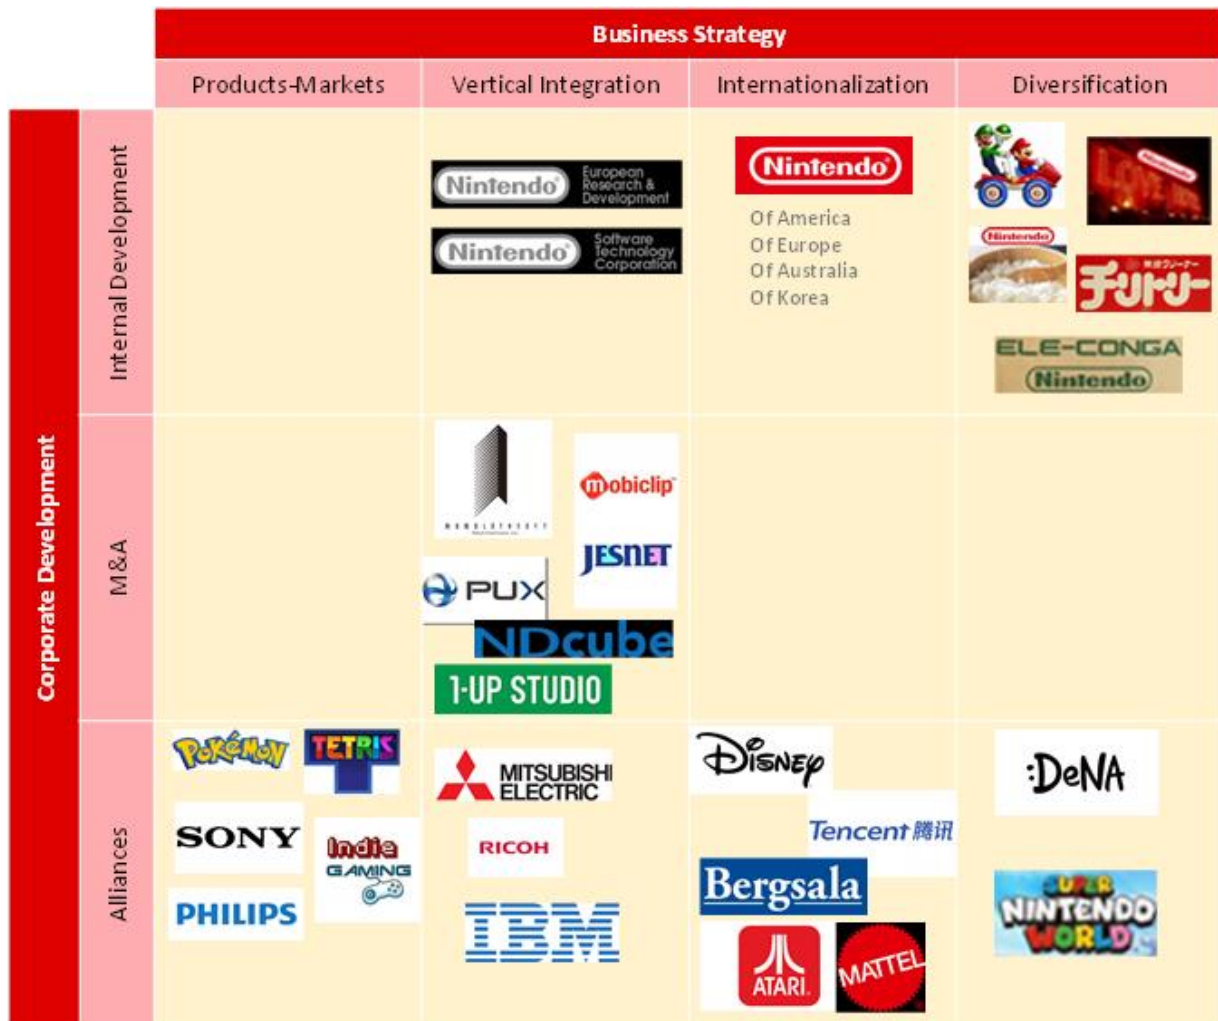 Business Strategy
Products-Markets
Vertical Integration
Internationalization
Diversification
Corporate Development
Internal Development
Nintendo
European
Research &
Development
Nintendo
Software
Technology
Corporation
Nintendo
Of America
Of Europe
Of Australia
Of Korea
Nintendo
Nintendo
チリトリー
ELE-CONGA
Nintendo
M&A
mobiclip
JESNET
PUX
NDcube
1-UP STUDIO
Alliances
POKéMON
TETRIS
SONY
Indie
GAMING
PHILIPS
MITSUBISHI
ELECTRIC
RICOH
IBM
DISNEY
Tencent 腾讯
Bergsala
ATARI
MATTEL
:DeNA
SUPER
NINTENDO
WORLD